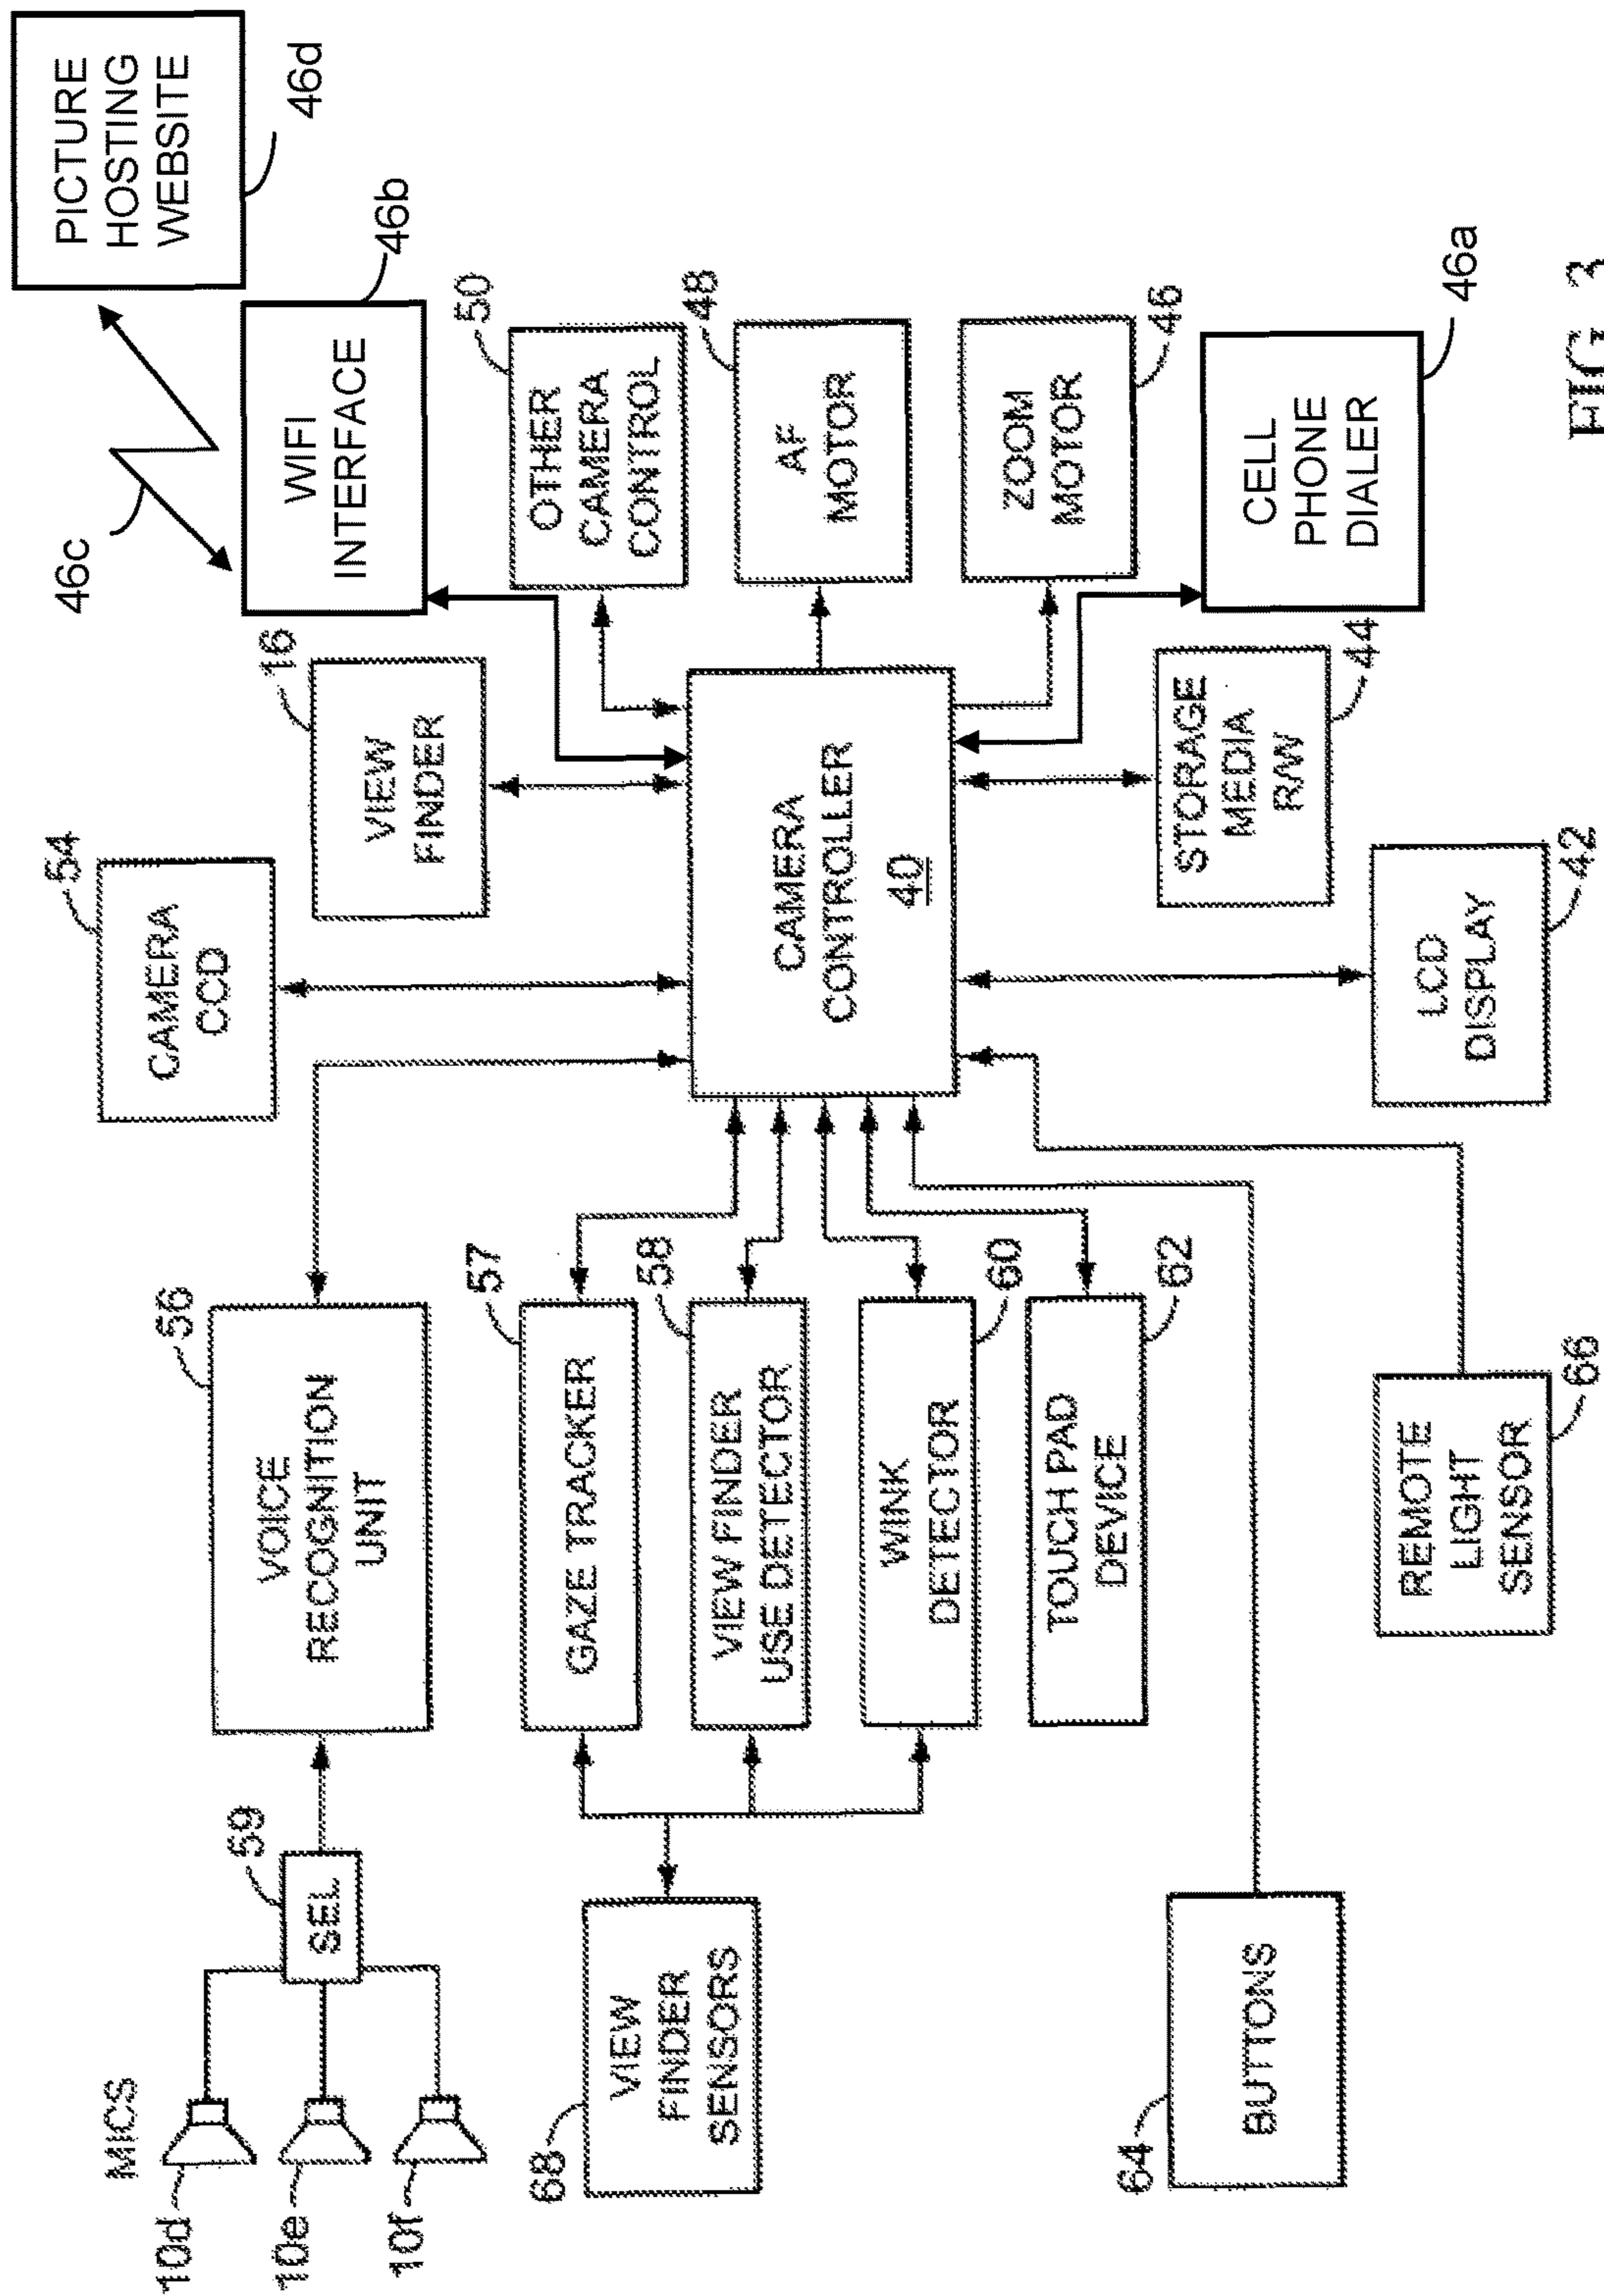 PICTURE
HOSTING
WEBSITE
46d
46c
WIFI
INTERFACE
46b
16
VIEW
FINDER
50
OTHER
CAMERA
CONTROL
54
CAMERA
CCD
48
AF
MOTOR
56
VOICE
RECOGNITION
UNIT
59
SEL
MICS
10d
10e
10f
57
GAZE TRACKER
58
VIEW FINDER
USE DETECTOR
60
WINK
DETECTOR
62
TOUCH PAD
DEVICE
68
VIEW
FINDER
SENSORS
CAMERA
CONTROLLER
40
46
ZOOM
MOTOR
46a
CELL
PHONE
DIALER
44
STORAGE
MEDIA
R/W
42
LCD
DISPLAY
66
REMOTE
LIGHT
SENSOR
64
BUTTONS
FIG. 3